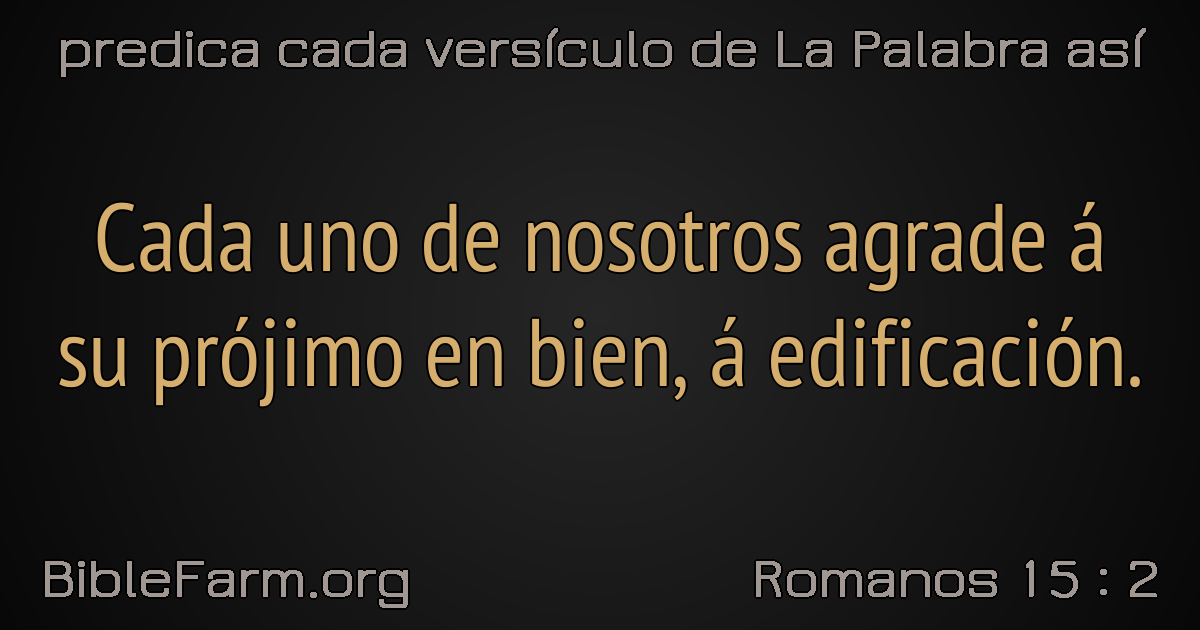 predica cada versículo de La Palabra así
Cada uno de nosotros agrade á
su prójimo en bien, á edificación.
BibleFarm.org
Romanos 15 : 2